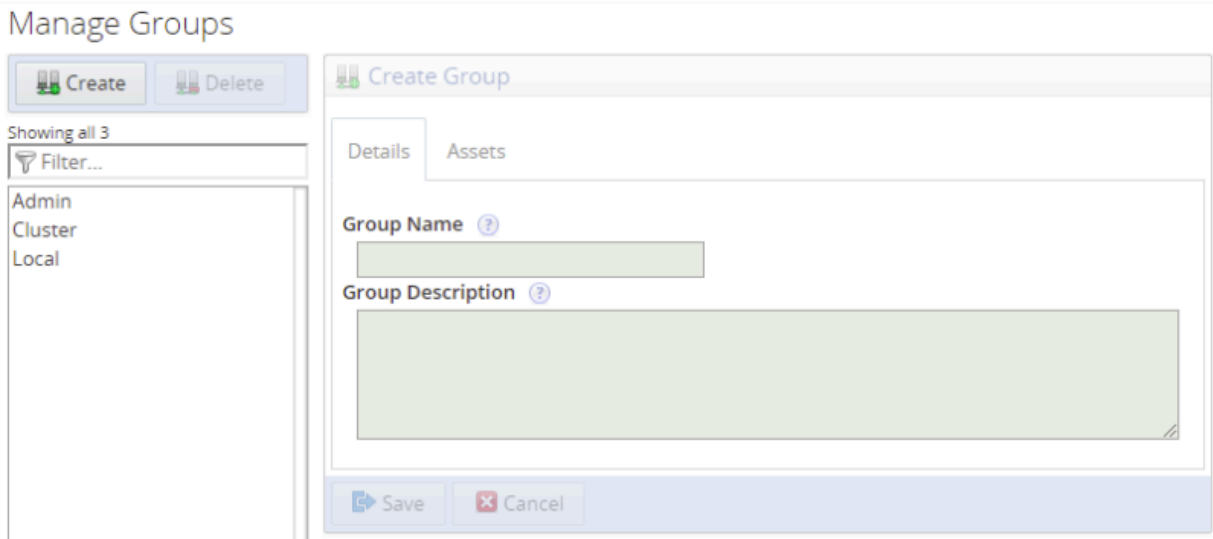 Manage Groups
Create
Delete
Showing all 3
Filter...
Admin
Cluster
Local
Create Group
Details
Assets
Group Name ?
Group Description ?
Save
Cancel